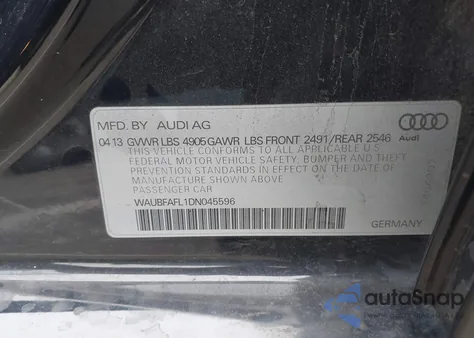 MFD. BY AUDI AG
04 13 GVWR LBS 4905 GAWR LBS FRONT 2491/REAR 2546
Audi
THIS VEHICLE CONFORMS TO ALL APPLICABLE U.S.
FEDERAL MOTOR VEHICLE SAFETY, BUMPER AND THEFT
PREVENTION STANDARDS IN EFFECT ON THE DATE OF
MANUFACTURE SHOWN ABOVE.
PASSENGER CAR
WAUBFAFL1DN045596
GERMANY
autoSnap